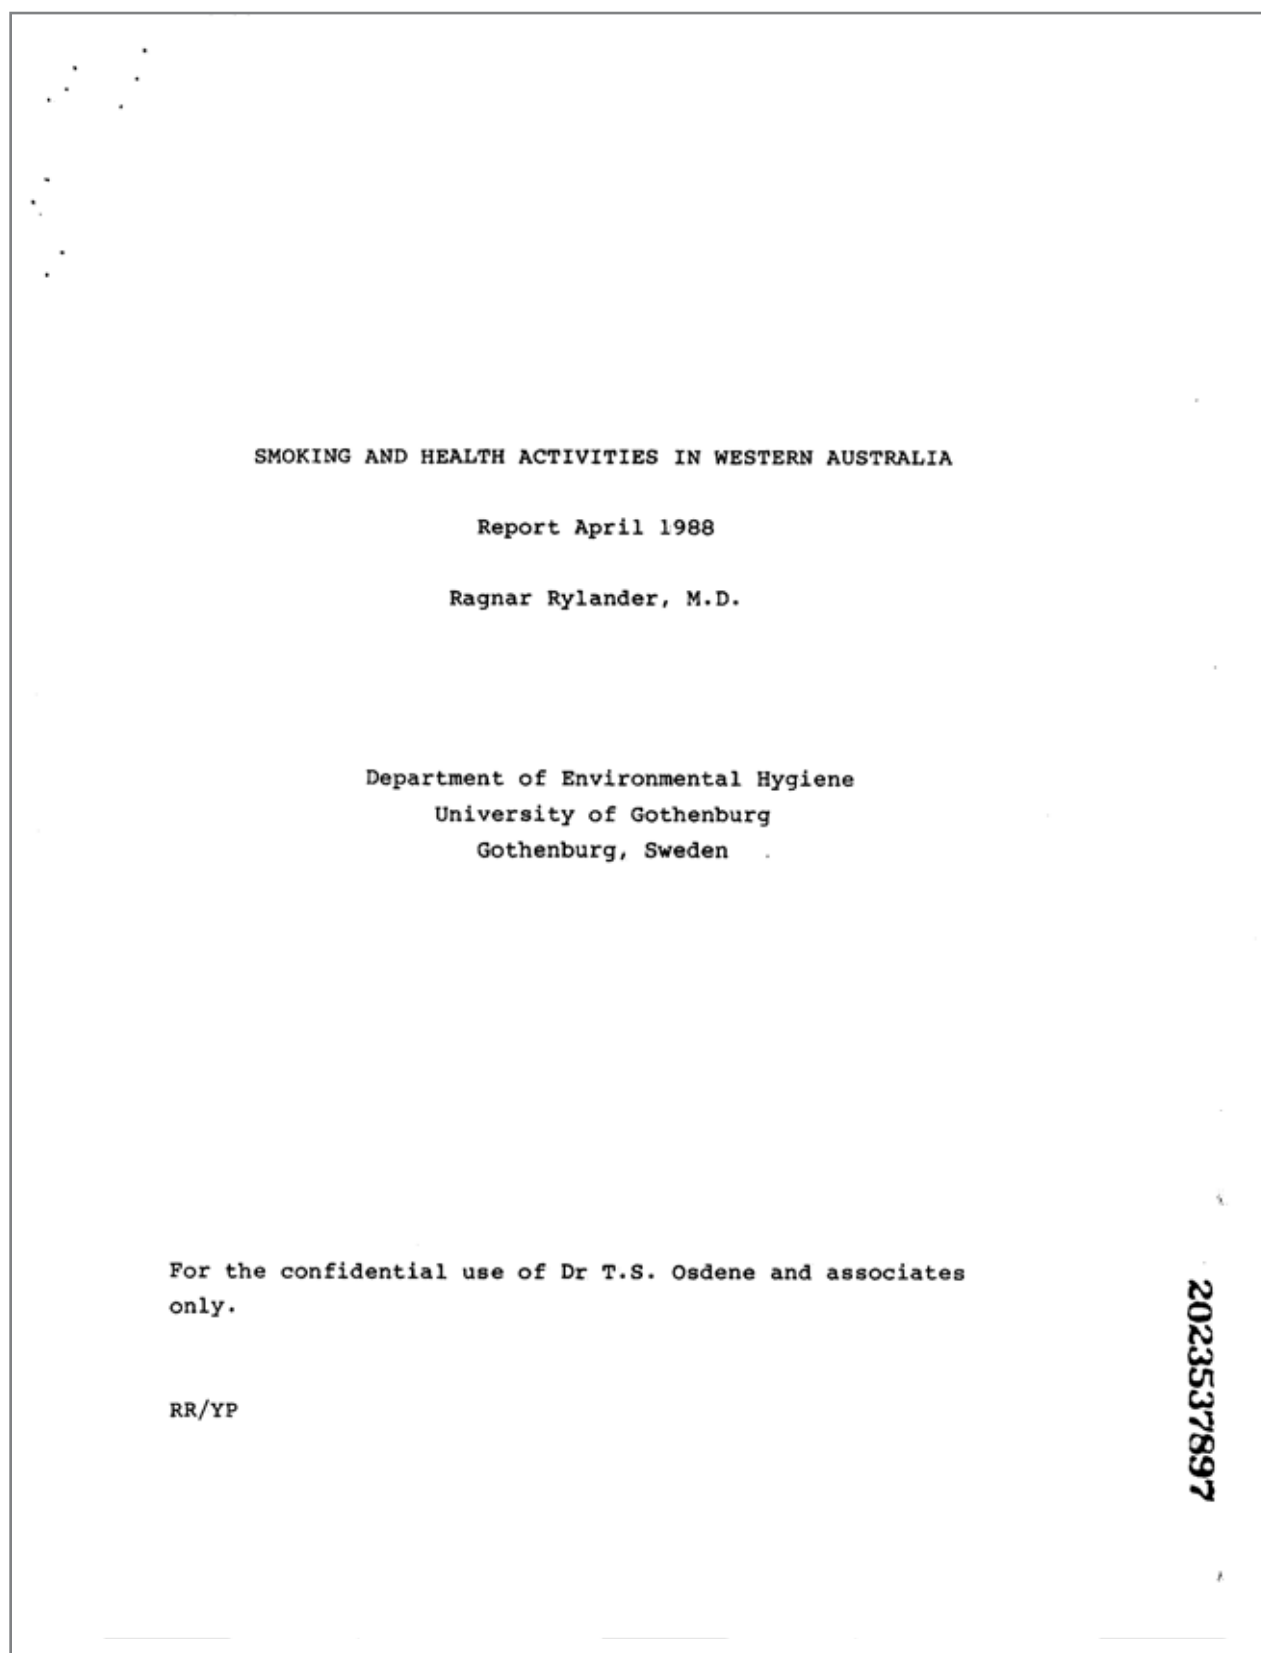 SMOKING AND HEALTH ACTIVITIES IN WESTERN AUSTRALIA
Report April 1988
Ragnar Rylander, M.D.
Department of Environmental Hygiene
University of Gothenburg
Gothenburg, Sweden
For the confidential use of Dr T.S. Osdene and associates
only.
RR/YP
2023537897